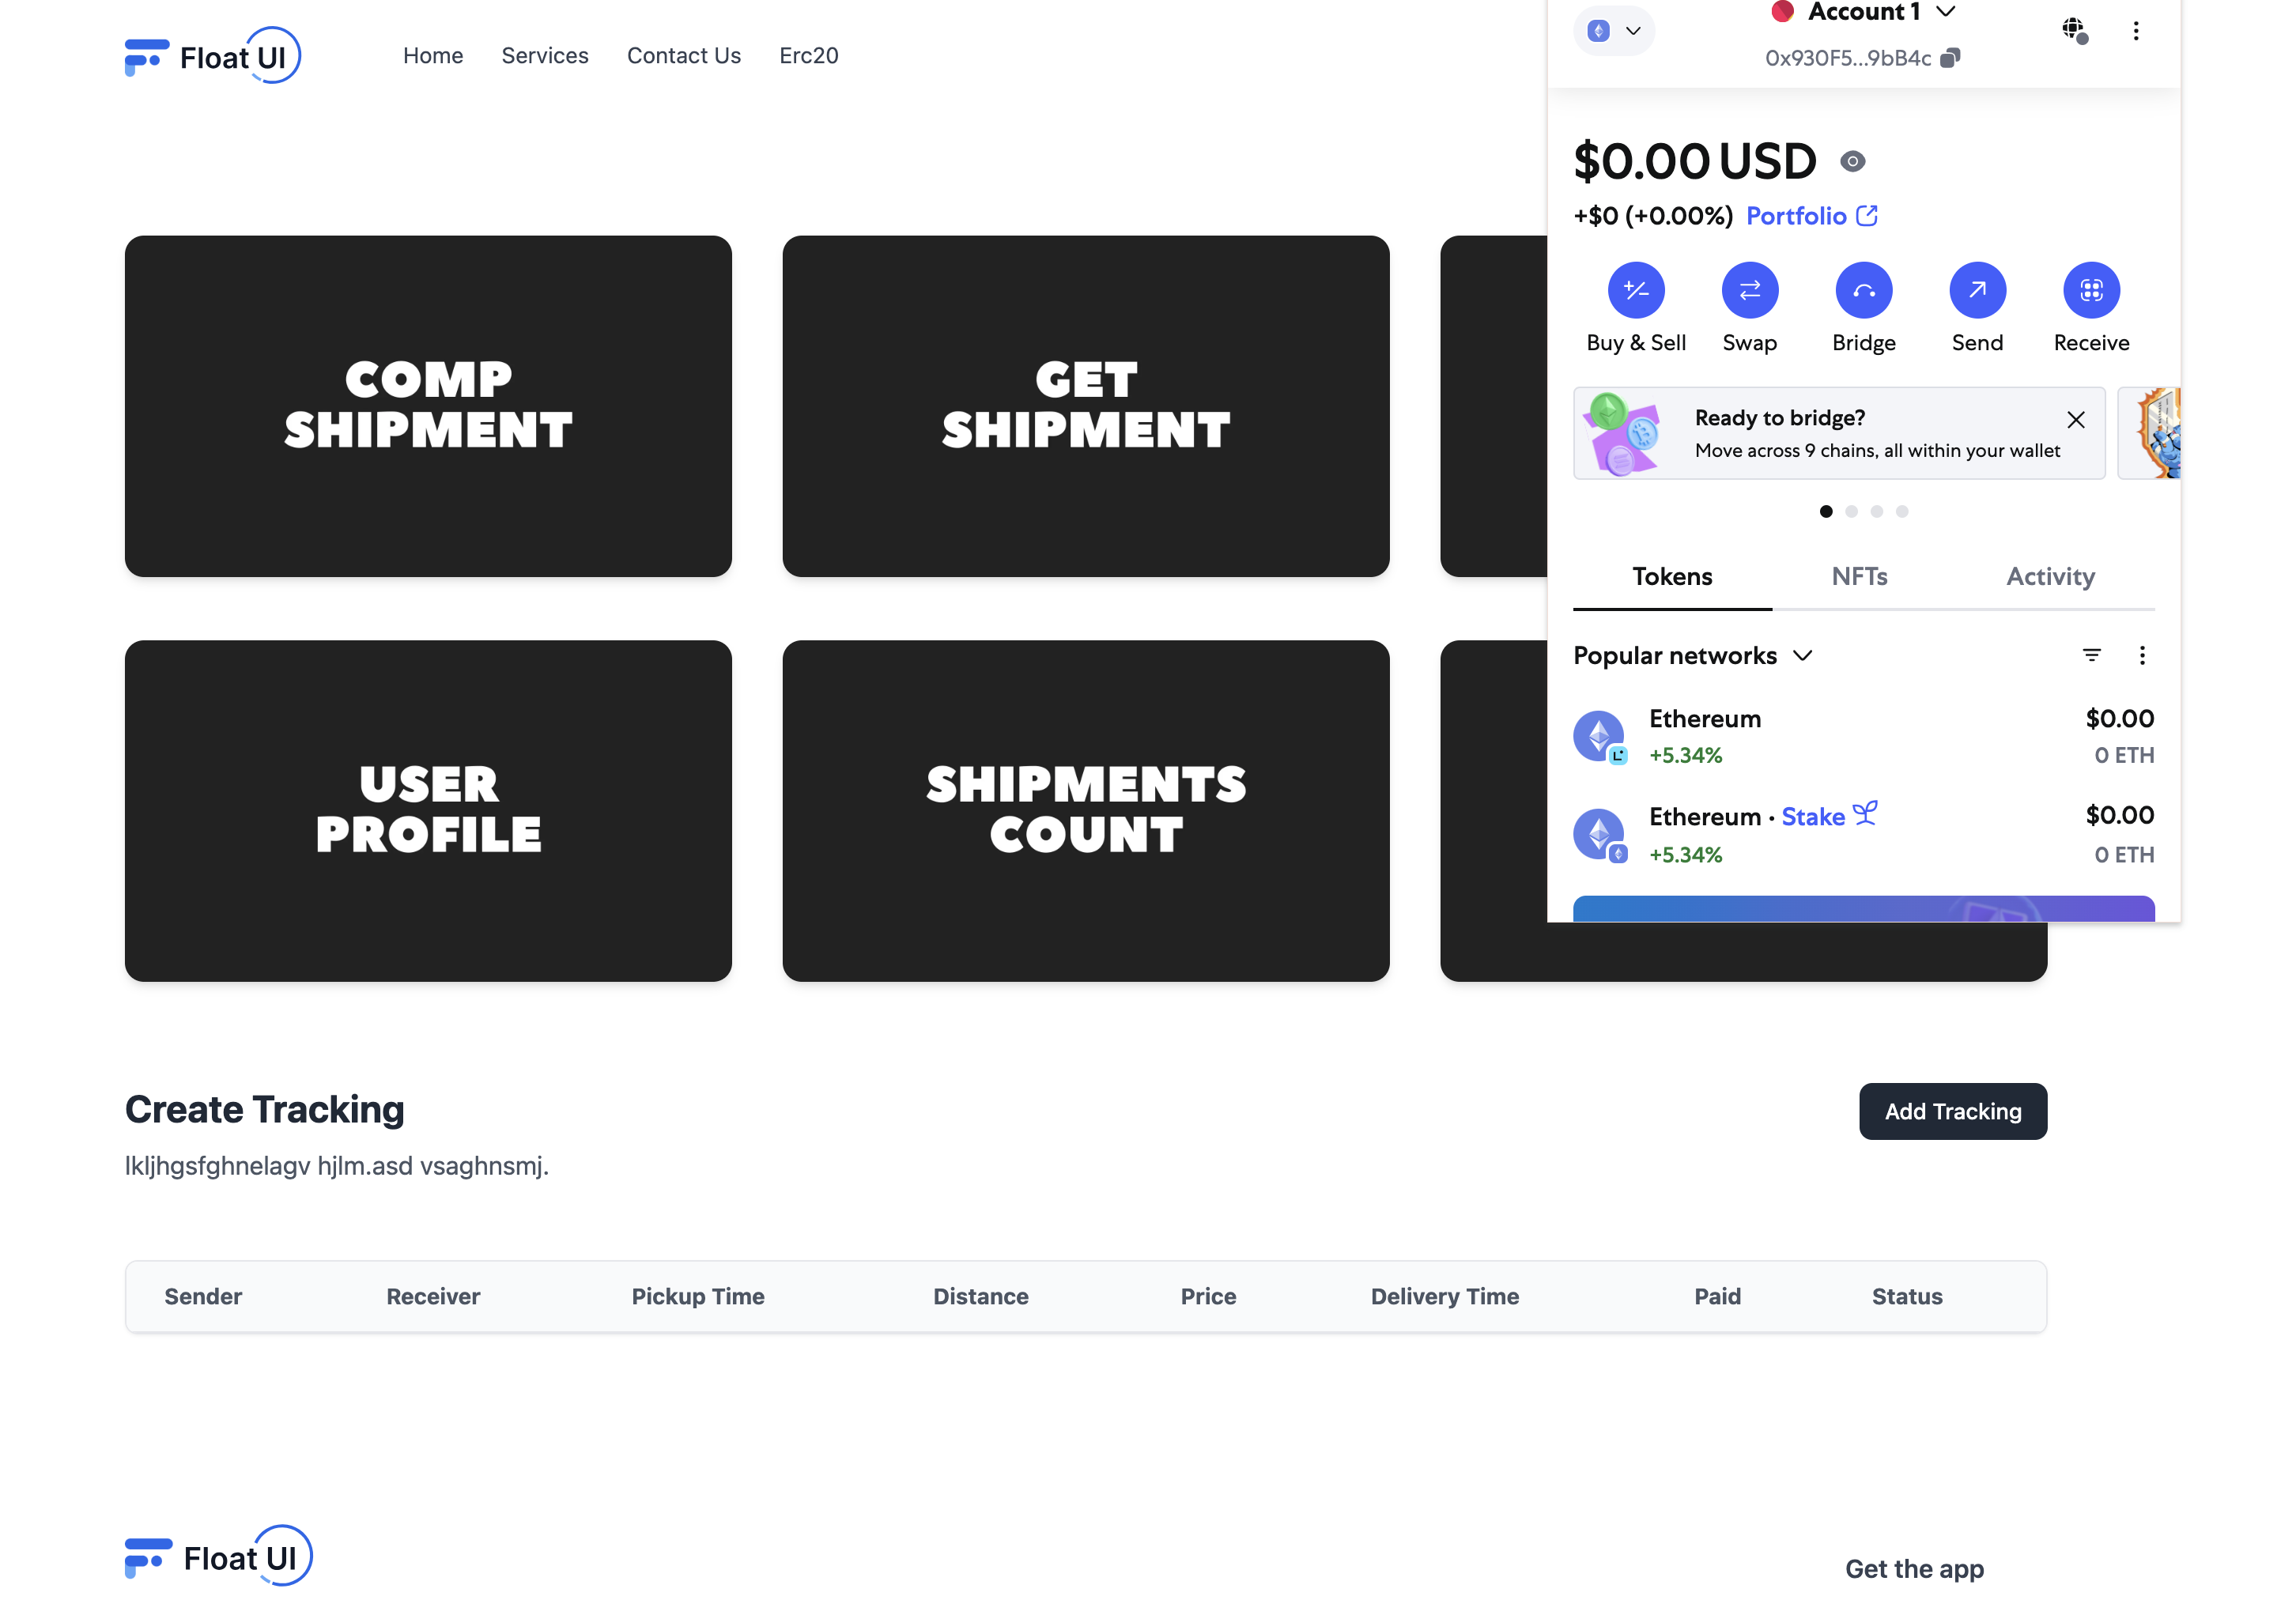 Float UI
Home Services Contact Us Erc20
Account 1
0x930F5...9bB4c
$0.00 USD
+$0 (+0.00%) Portfolio
Buy & Sell Swap Bridge Send Receive
Ready to bridge?
Move across 9 chains, all within your wallet
Tokens NFTs Activity
Popular networks
Ethereum $0.00
+5.34% 0 ETH
Ethereum • Stake $0.00
+5.34% 0 ETH
COMP
SHIPMENT
GET
SHIPMENT
USER
PROFILE
SHIPMENTS
COUNT
Create Tracking
Add Tracking
lkljhgsfghnelagv hjlm.asd vsaghnsmj.
Sender Receiver Pickup Time Distance Price Delivery Time Paid Status
Float UI
Get the app